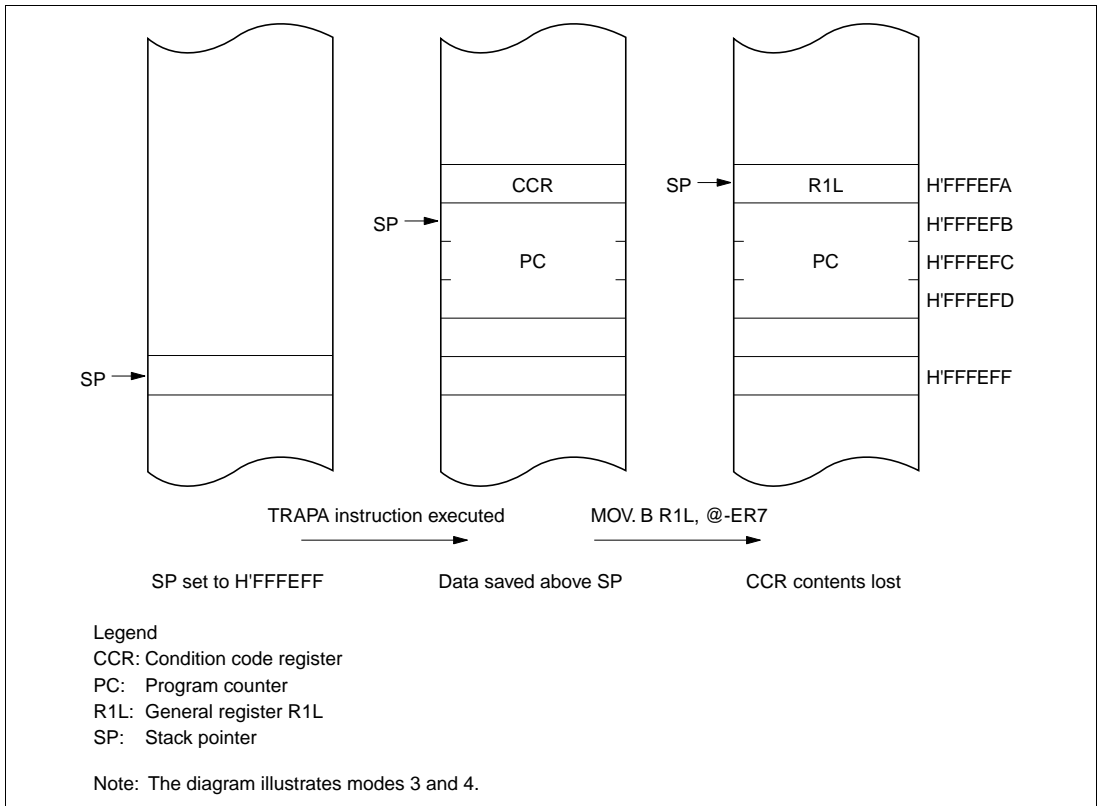 CCR
SP
R1L
H'FFFEFA
SP
H'FFFEFB
PC
PC
H'FFFEFC
H'FFFEFD
SP
H'FFFEFF
TRAPA instruction executed
MOV. B R1L, @-ER7
SP set to H'FFFEFF
Data saved above SP
CCR contents lost
Legend
CCR: Condition code register
PC: Program counter
R1L: General register R1L
SP: Stack pointer
Note: The diagram illustrates modes 3 and 4.